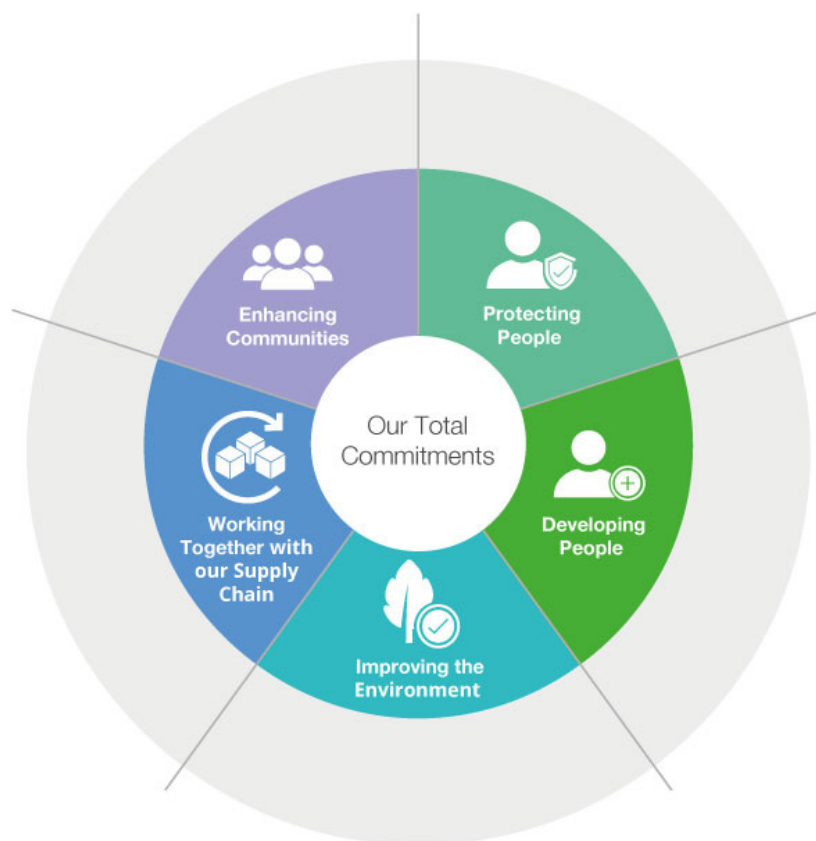 Our Total
Commitments
Protecting
People
Developing
People
Improving the
Environment
Working
Together with
our Supply
Chain
Enhancing
Communities